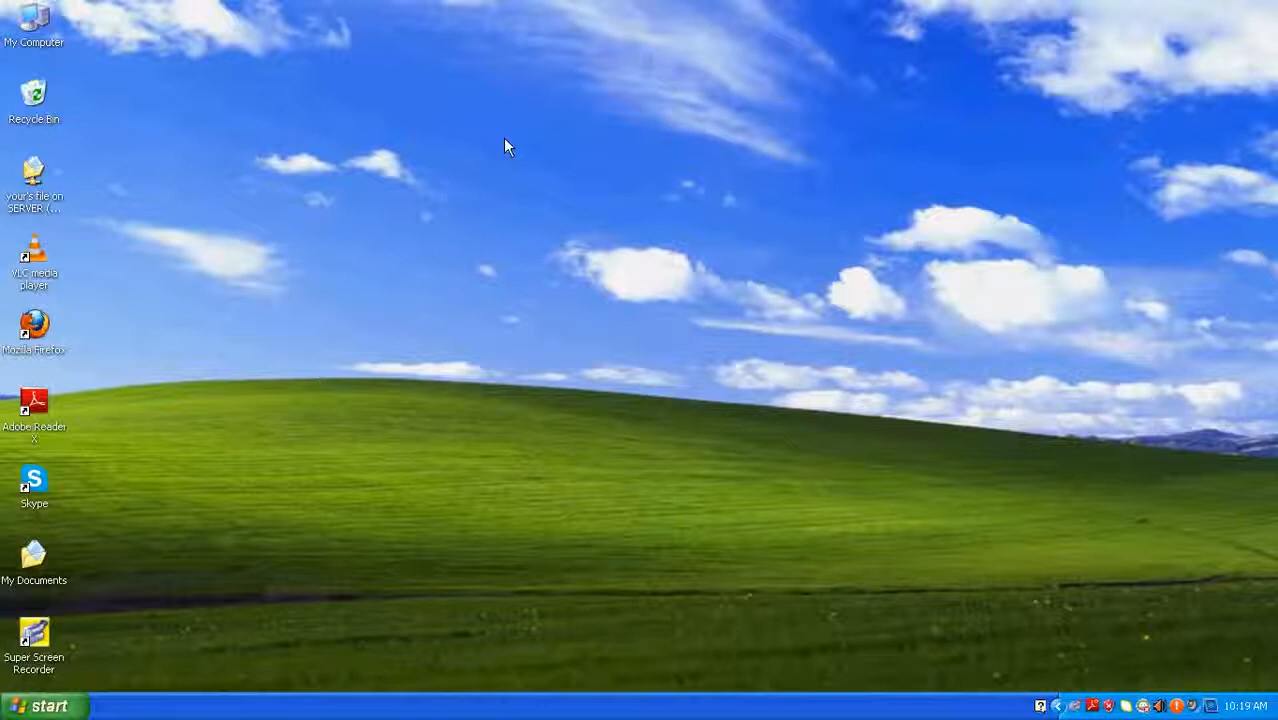 My Computer
Recycle Bin
your's file on
SERVER (...
VLC media
player
Mozilla Firefox
Adobe Reader
X
S
Skype
My Documents
Super Screen
Recorder
start
?
10:19 AM